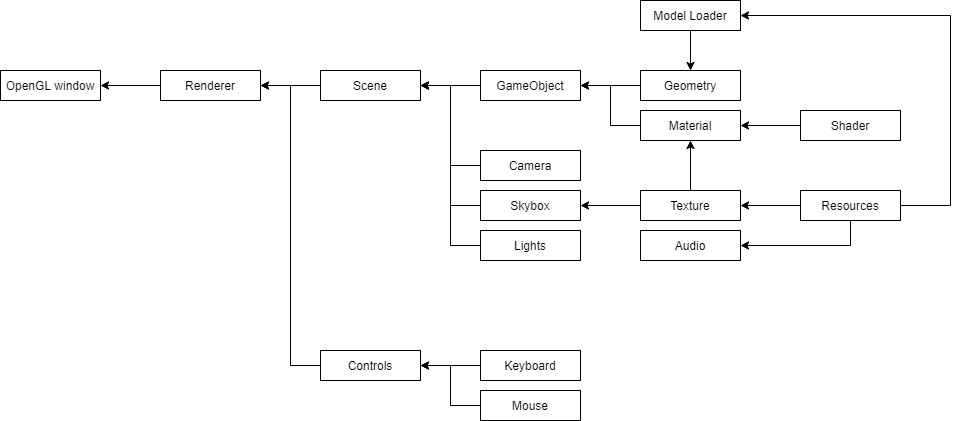 Model Loader
OpenGL window
Renderer
Scene
GameObject
Geometry
Material
Shader
Camera
Skybox
Texture
Resources
Lights
Audio
Controls
Keyboard
Mouse